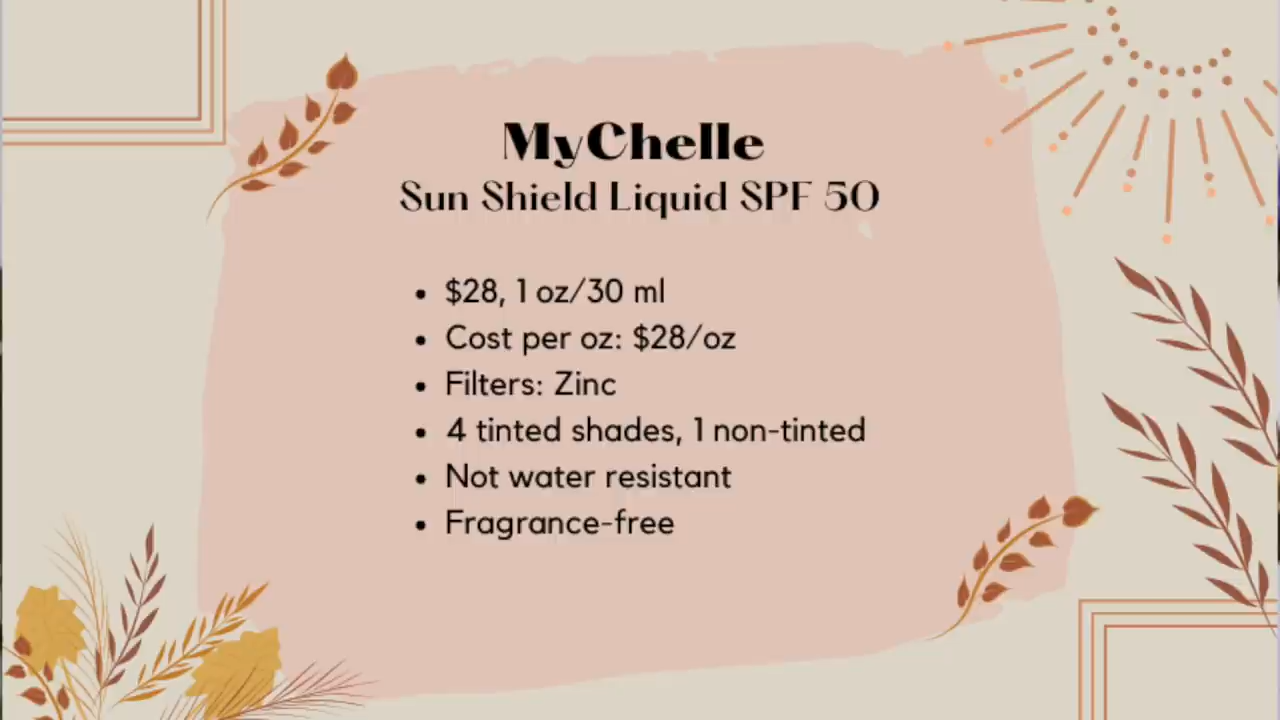 MyChelle
Sun Shield Liquid SPF 50
• $28, 1 oz/30 ml
• Cost per oz: $28/oz
• Filters: Zinc
• 4 tinted shades, 1 non-tinted
• Not water resistant
• Fragrance-free